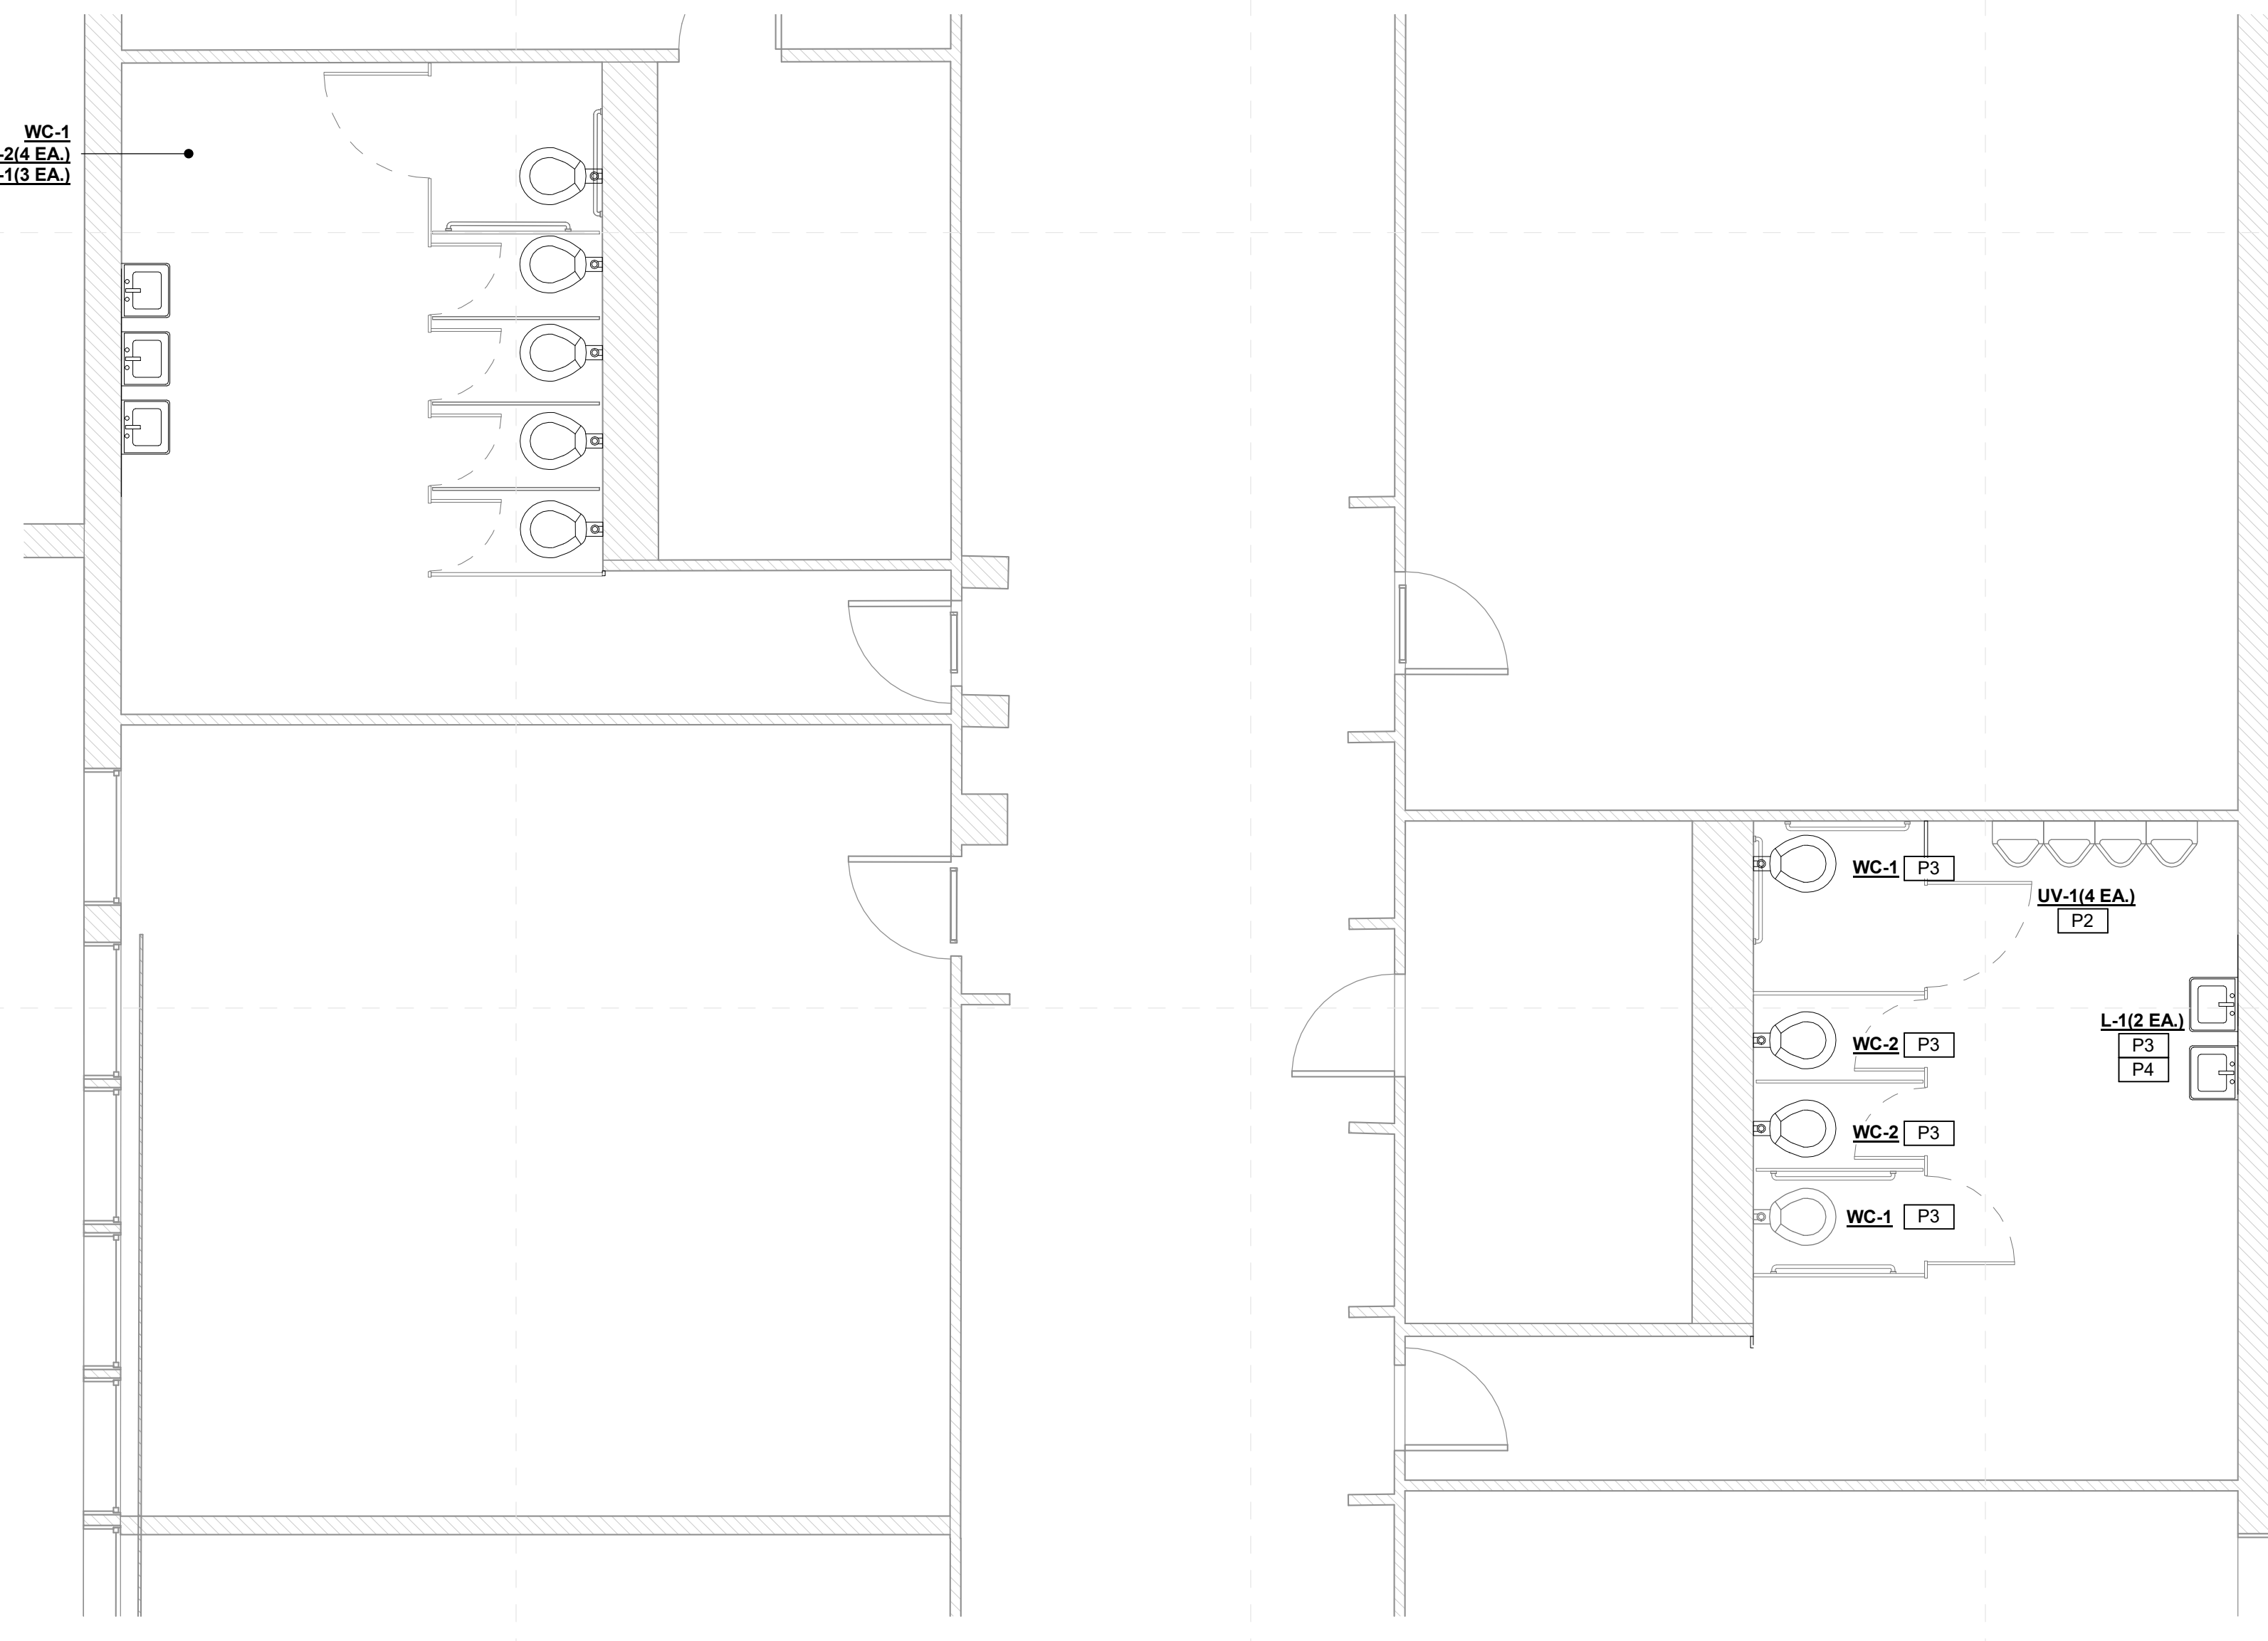 WC-1
-2(4 EA.)
-1(3 EA.)
WC-1 P3
UV-1(4 EA.)
P2
L-1(2 EA.)
P3
P4
WC-2 P3
WC-2 P3
WC-1 P3